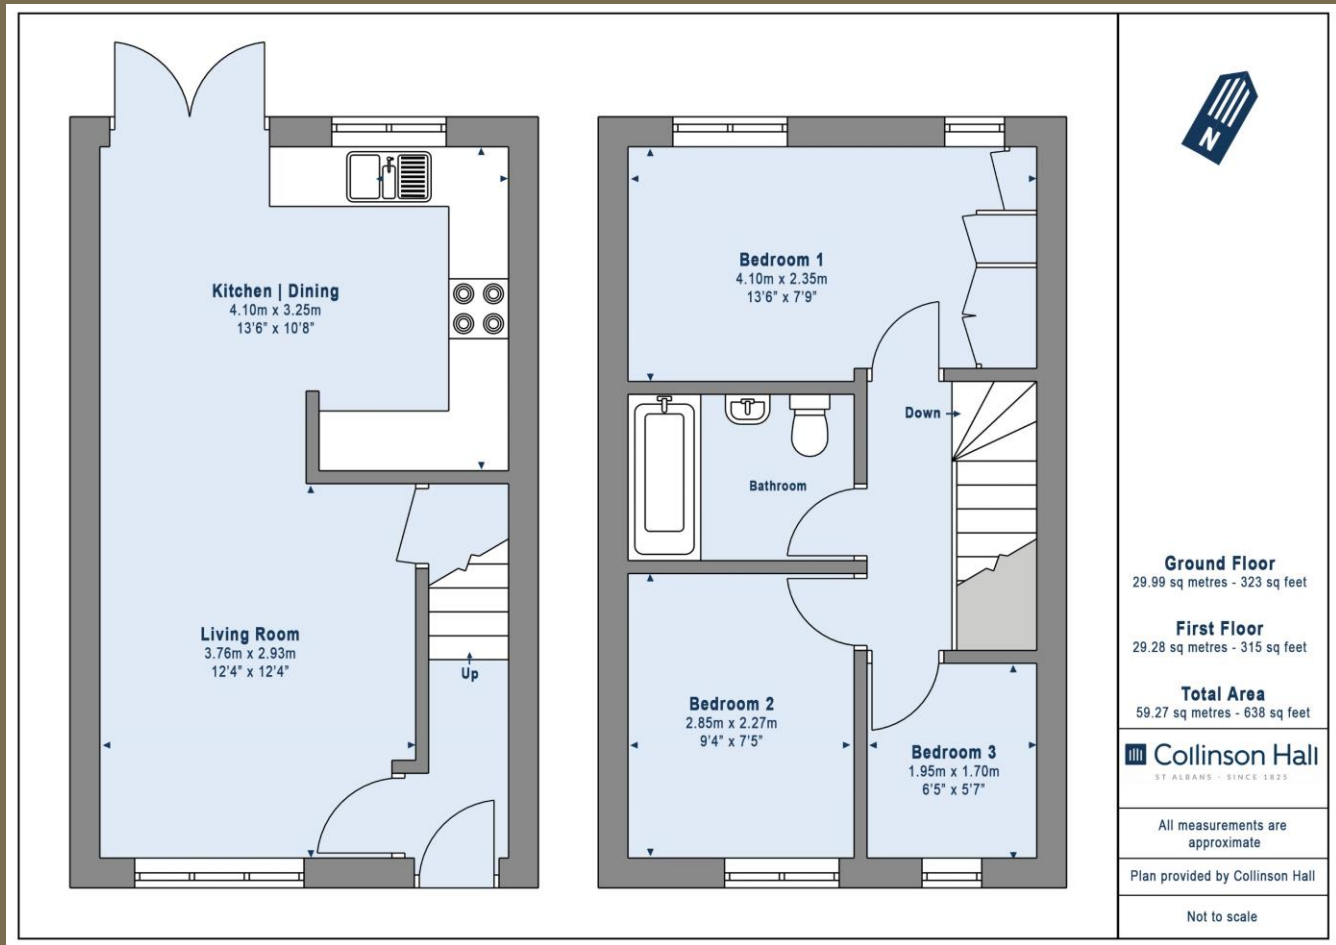 Kitchen | Dining
4.10m x 3.25m
13'6" x 10'8"
Living Room
3.76m x 2.93m
12'4" x 12'4"
Up
Bedroom 1
4.10m x 2.35m
13'6" x 7'9"
Down
Bathroom
Bedroom 2
2.85m x 2.27m
9'4" x 7'5"
Bedroom 3
1.95m x 1.70m
6'5" x 5'7"
N
Ground Floor
29.99 sq metres - 323 sq feet
First Floor
29.28 sq metres - 315 sq feet
Total Area
59.27 sq metres - 638 sq feet
Collinson Hall
ST ALBANS - SINCE 1825
All measurements are
approximate
Plan provided by Collinson Hall
Not to scale